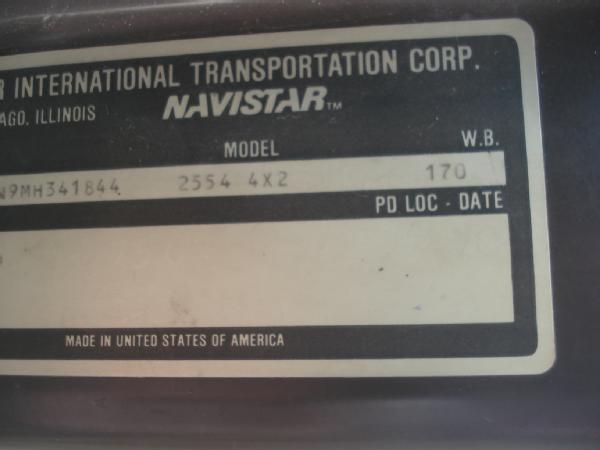 R INTERNATIONAL TRANSPORTATION CORP.
AGO, ILLINOIS NAVISTAR™
MODEL W.B.
N9MH341844 2554 4X2 170
PD LOC - DATE
MADE IN UNITED STATES OF AMERICA